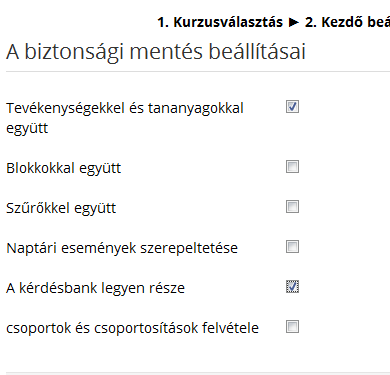 1. Kurzusválasztás ► 2. Kezdő beá
A biztonsági mentés beállításai
Tevékenységekkel és tananyagokkal
együtt
Blokkokkal együtt
Szűrőkkel együtt
Naptári események szerepeltetése
A kérdésbank legyen része
csoportok és csoportosítások felvétele